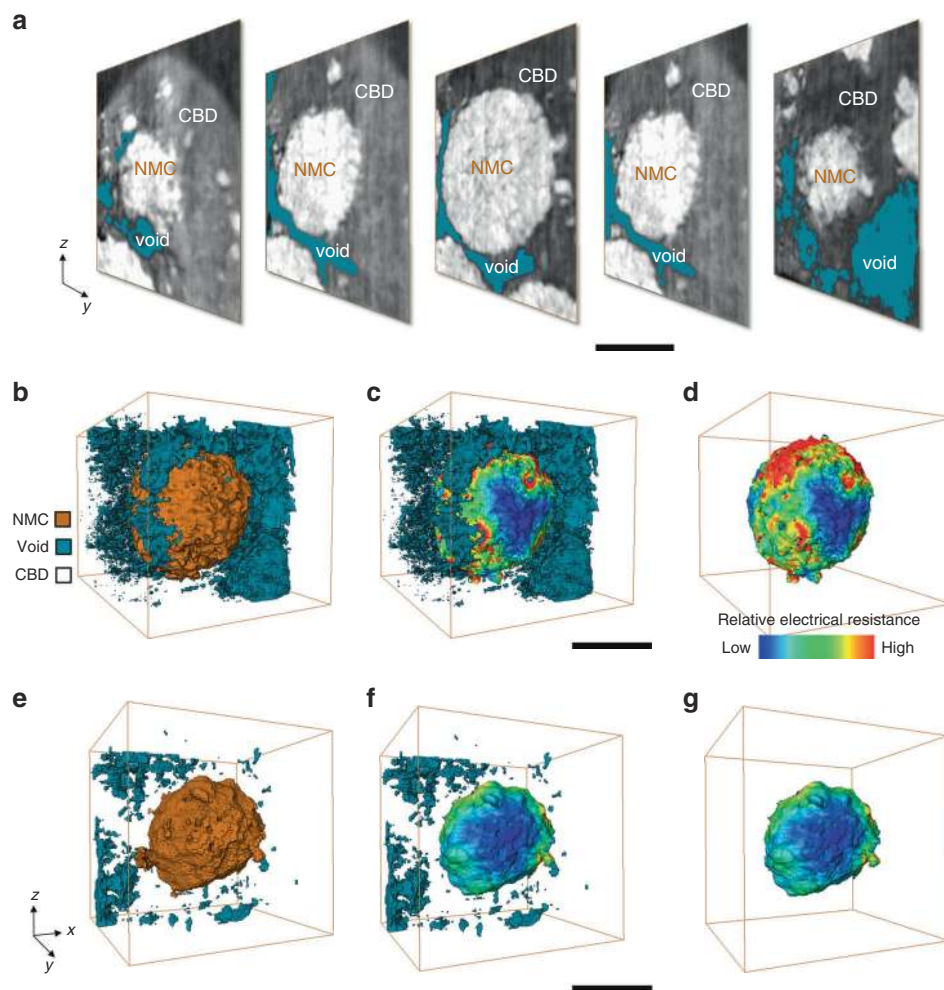 a
CBD
NMC
void
CBD
NMC
void
CBD
NMC
void
CBD
NMC
void
CBD
NMC
void
z
y
b
c
d
NMC
Void
CBD
Relative electrical resistance
Low
High
e
f
g
z
x
y